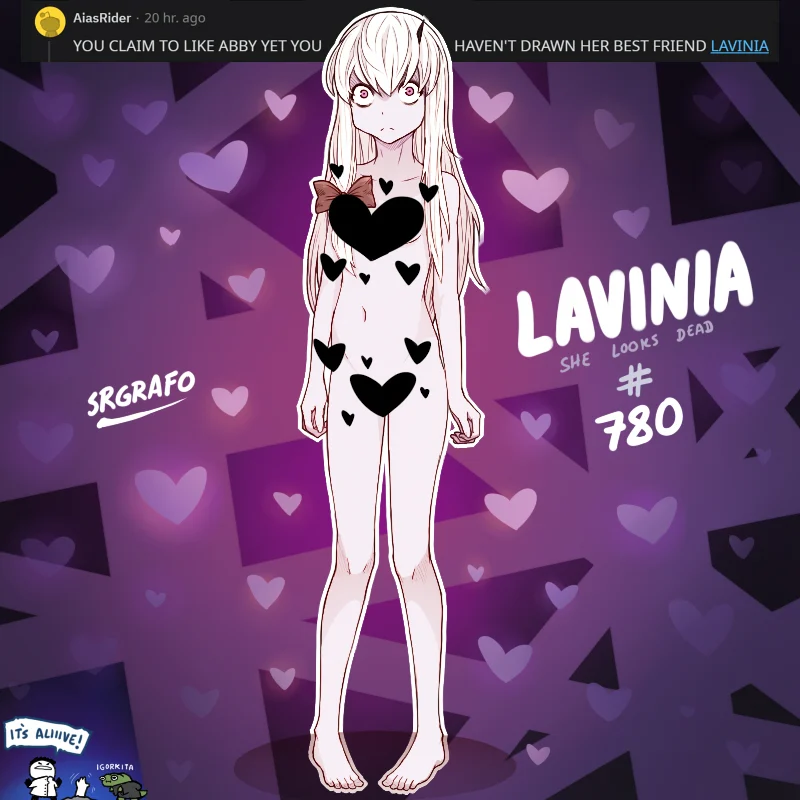 AiasRider · 20 hr. ago
YOU CLAIM TO LIKE ABBY YET YOU HAVEN'T DRAWN HER BEST FRIEND LAVINIA
LAVINIA
SHE LOOKS DEAD
#
780
SRGRAFO
IT'S ALIIIVE!
IGORKITA